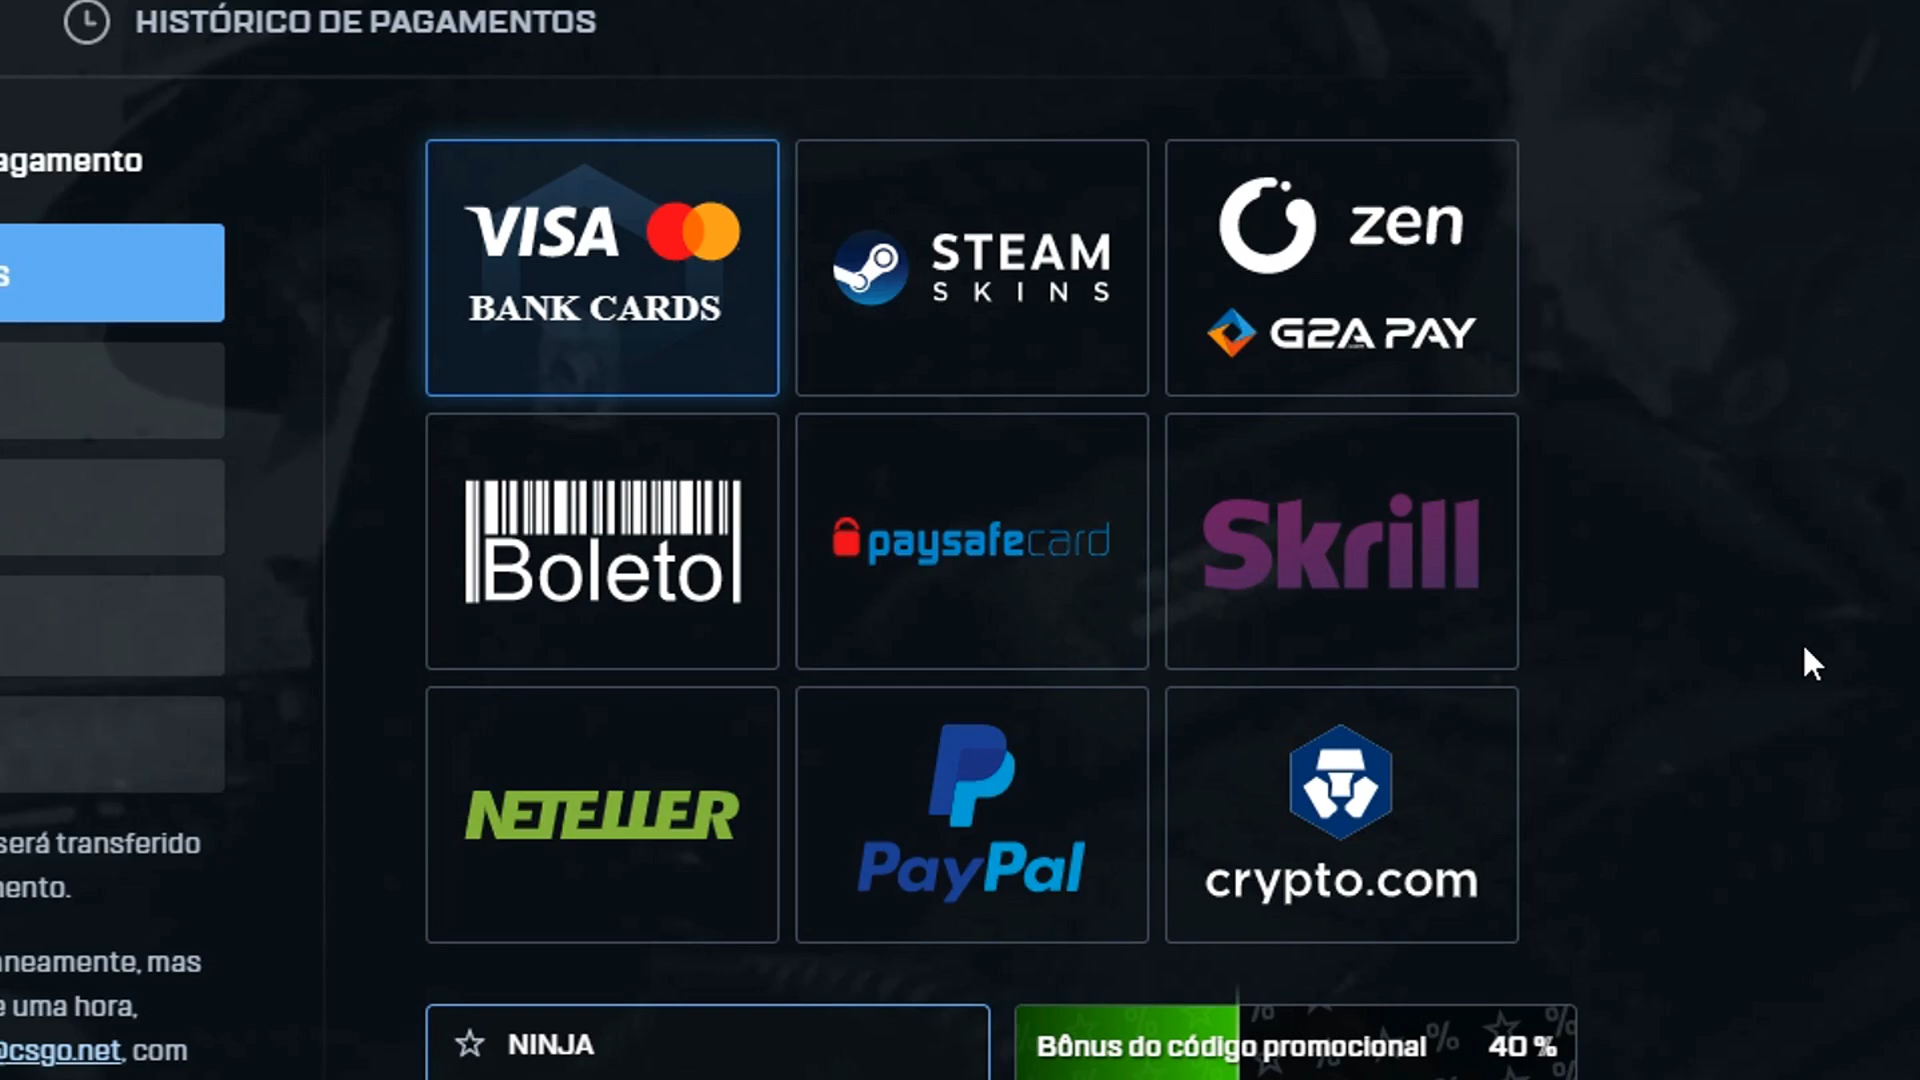 HISTÓRICO DE PAGAMENTOS
agamento
s
VISA
BANK CARDS
STEAM
SKINS
zen
G2A PAY
Boleto
paysafecard
Skrill
NETELLER
PayPal
crypto.com
será transferido
mento.
neamente, mas
e uma hora,
@csgo.net, com
NINJA
Bônus do código promocional 40 %